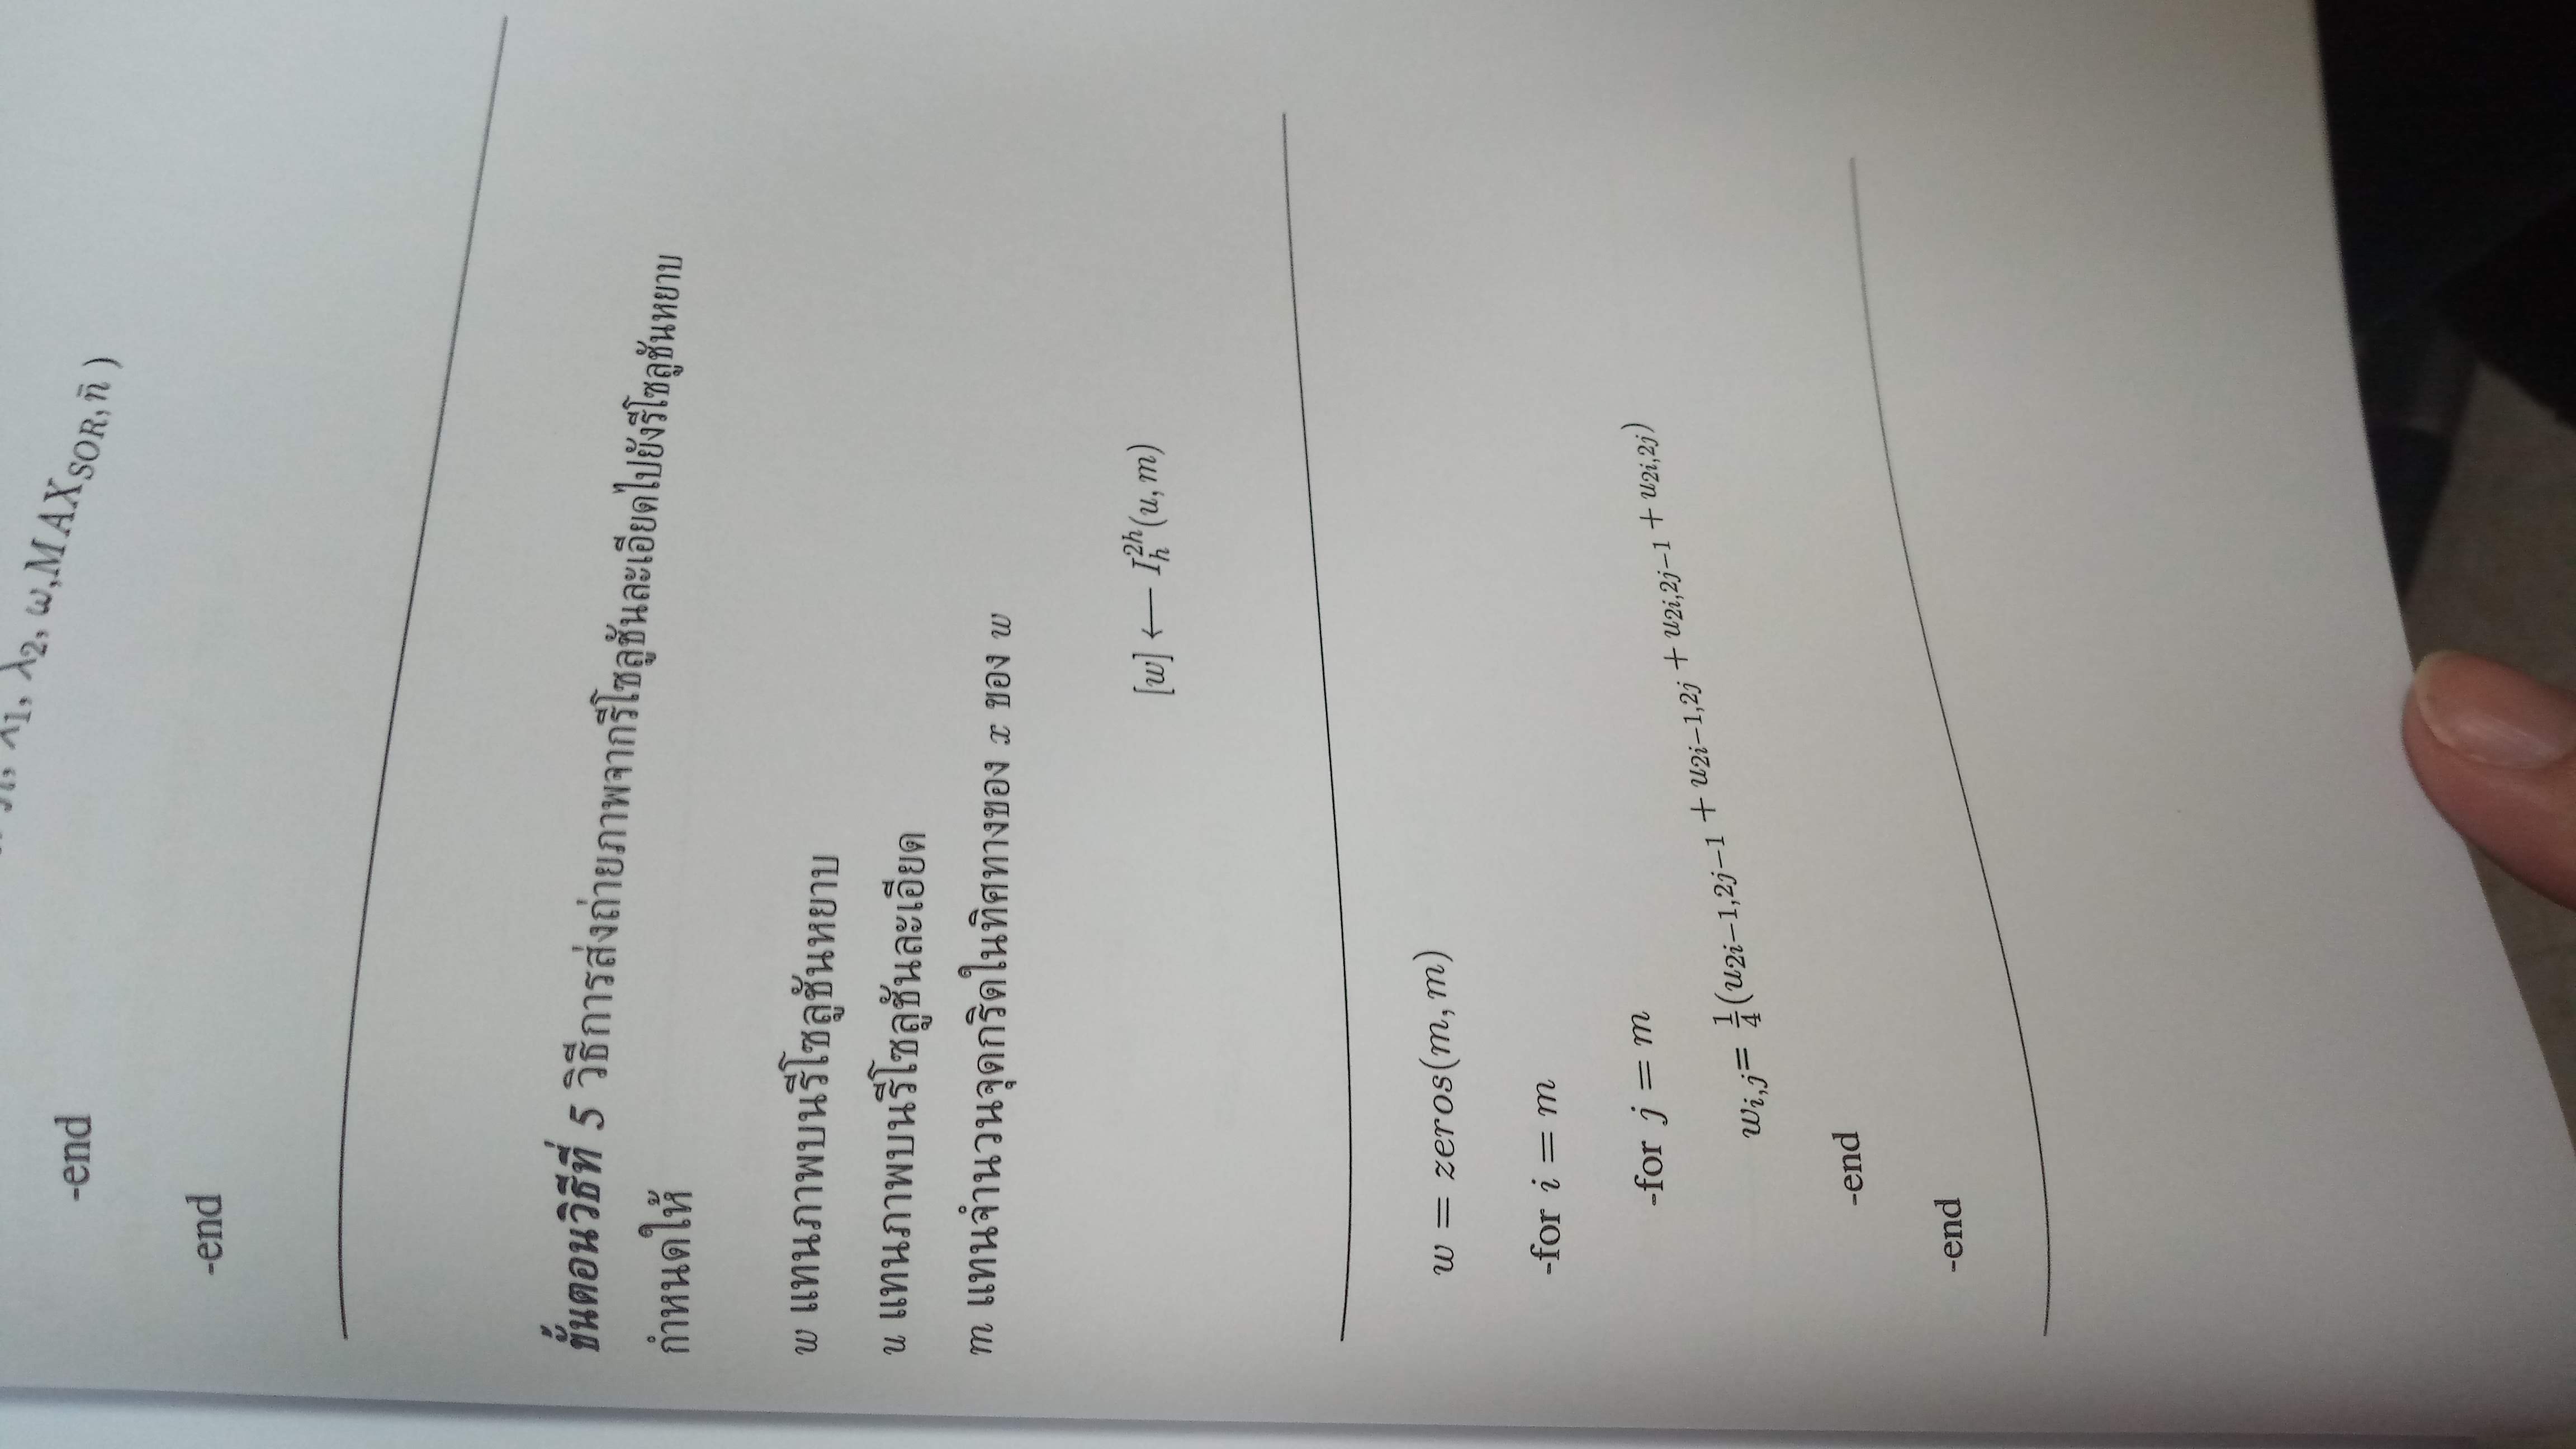 λ₁, λ₂, ω,MAX_{SOR}, n̄ )
-end
-end
ขั้นตอนวิธีที่ 5 วิธีการส่งถ่ายภาพจากรีโซลูชันละเอียดไปยังรีโซลูชันหยาบ
กำหนดให้
w แทนภาพบนรีโซลูชันหยาบ
u แทนภาพบนรีโซลูชันละเอียด
m แทนจำนวนจุดกริดในทิศทางของ x ของ w
[w] ⟵ I_h^{2h}(u, m)
w = zeros(m, m)
-for i = m
-for j = m
w_{i,j}= \frac{1}{4}(u_{2i−1,2j−1} + u_{2i−1,2j} + u_{2i,2j−1} + u_{2i,2j})
-end
-end